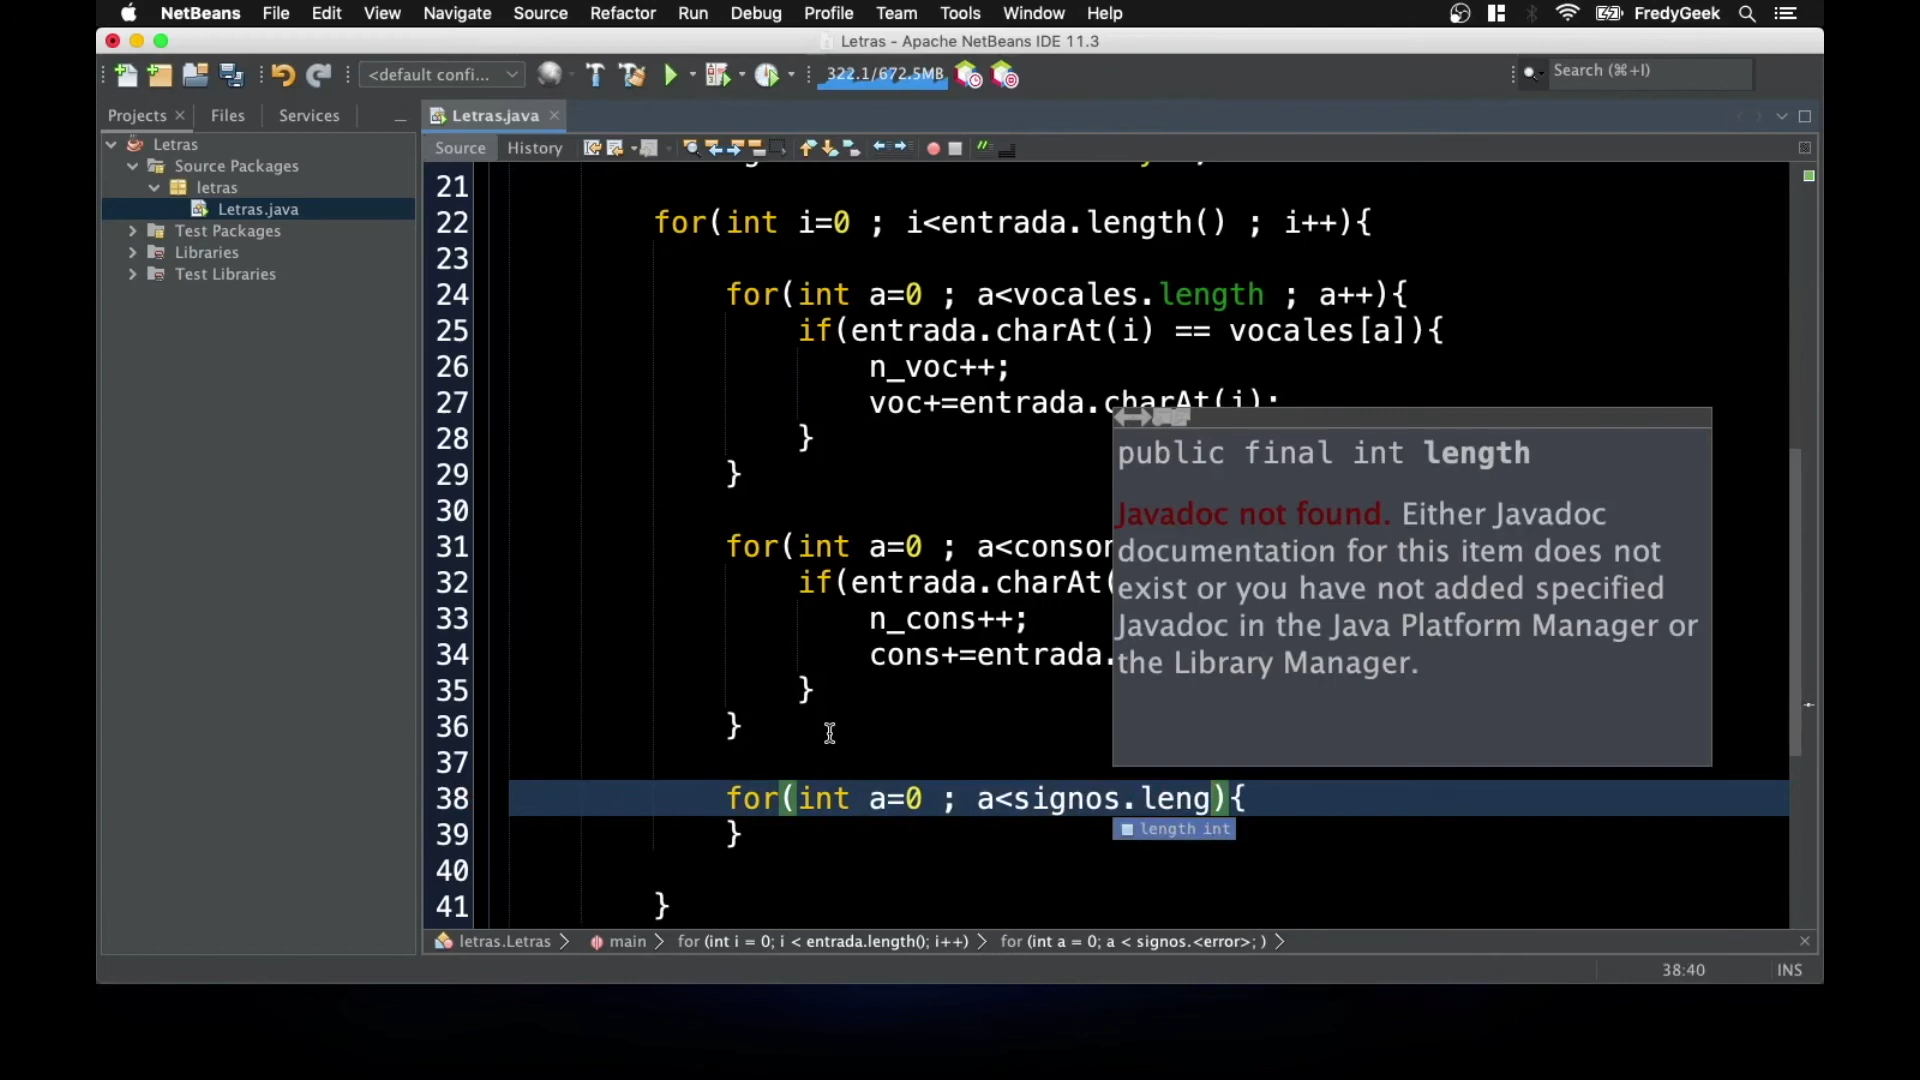 NetBeans File Edit View Navigate Source Refactor Run Debug Profile Team Tools Window Help FredyGeek
Letras - Apache NetBeans IDE 11.3
<default confi... 322.1/672.5MB Search (⌘+I)
Projects Files Services Letras.java
Source History
Letras
Source Packages
letras
Letras.java
Test Packages
Libraries
Test Libraries
21
22 for(int i=0 ; i<entrada.length() ; i++){
23
24 for(int a=0 ; a<vocales.length ; a++){
25 if(entrada.charAt(i) == vocales[a]){
26 n_voc++;
27 voc+=entrada.charAt(i);
28 }
29 }
30
31 for(int a=0 ; a<conson
32 if(entrada.charAt(
33 n_cons++;
34 cons+=entrada.
35 }
36 }
37
38 for(int a=0 ; a<signos.leng){
39 }
40
41 }
public final int length
Javadoc not found. Either Javadoc
documentation for this item does not
exist or you have not added specified
Javadoc in the Java Platform Manager or
the Library Manager.
length int
letras.Letras > main > for (int i = 0; i < entrada.length(); i++) > for (int a = 0; a < signos.<error>; ) >
38:40 INS